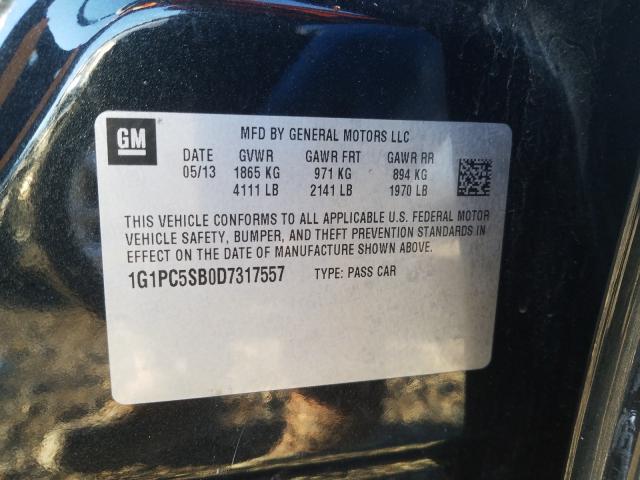 GM
MFD BY GENERAL MOTORS LLC
DATE GVWR GAWR FRT GAWR RR
05/13 1865 KG 971 KG 894 KG
4111 LB 2141 LB 1970 LB
THIS VEHICLE CONFORMS TO ALL APPLICABLE U.S. FEDERAL MOTOR
VEHICLE SAFETY, BUMPER, AND THEFT PREVENTION STANDARDS IN
EFFECT ON THE DATE OF MANUFACTURE SHOWN ABOVE.
1G1PC5SB0D7317557 TYPE: PASS CAR